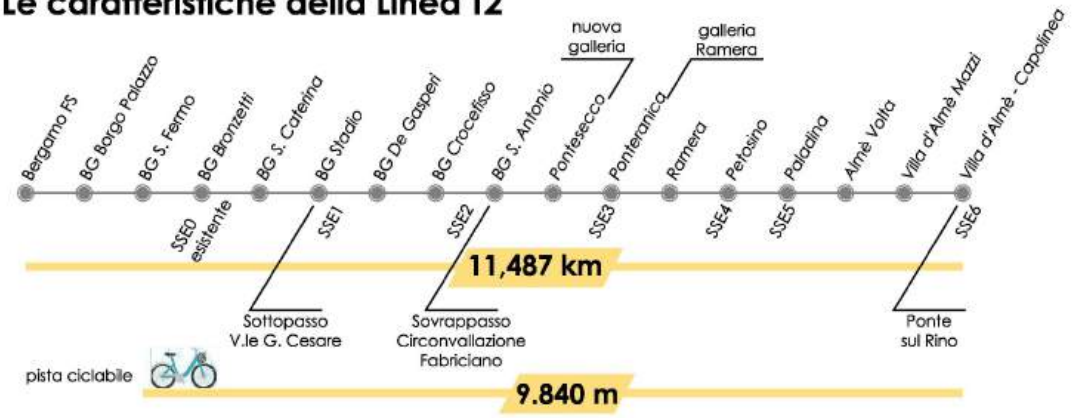 Le caratteristiche della Linea T2
nuova
galleria
galleria
Ramera
Bergamo FS
BG Borgo Palazzo
BG S. Fermo
BG Bronzetti
BG S. Caterina
BG Stadio
BG De Gasperi
BG Crocefisso
BG S. Antonio
Pontesecco
Ponteranica
Ramera
Petosino
Paladina
Almè Volta
Villa d'Almè Mazzi
Villa d'Almè - Capolinea
SSE0
esistente
SSE1
SSE2
SSE3
SSE4
SSE5
SSE6
11,487 km
Sottopasso
V.le G. Cesare
Sovrappasso
Circonvallazione
Fabriciano
Ponte
sul Rino
pista ciclabile
9.840 m